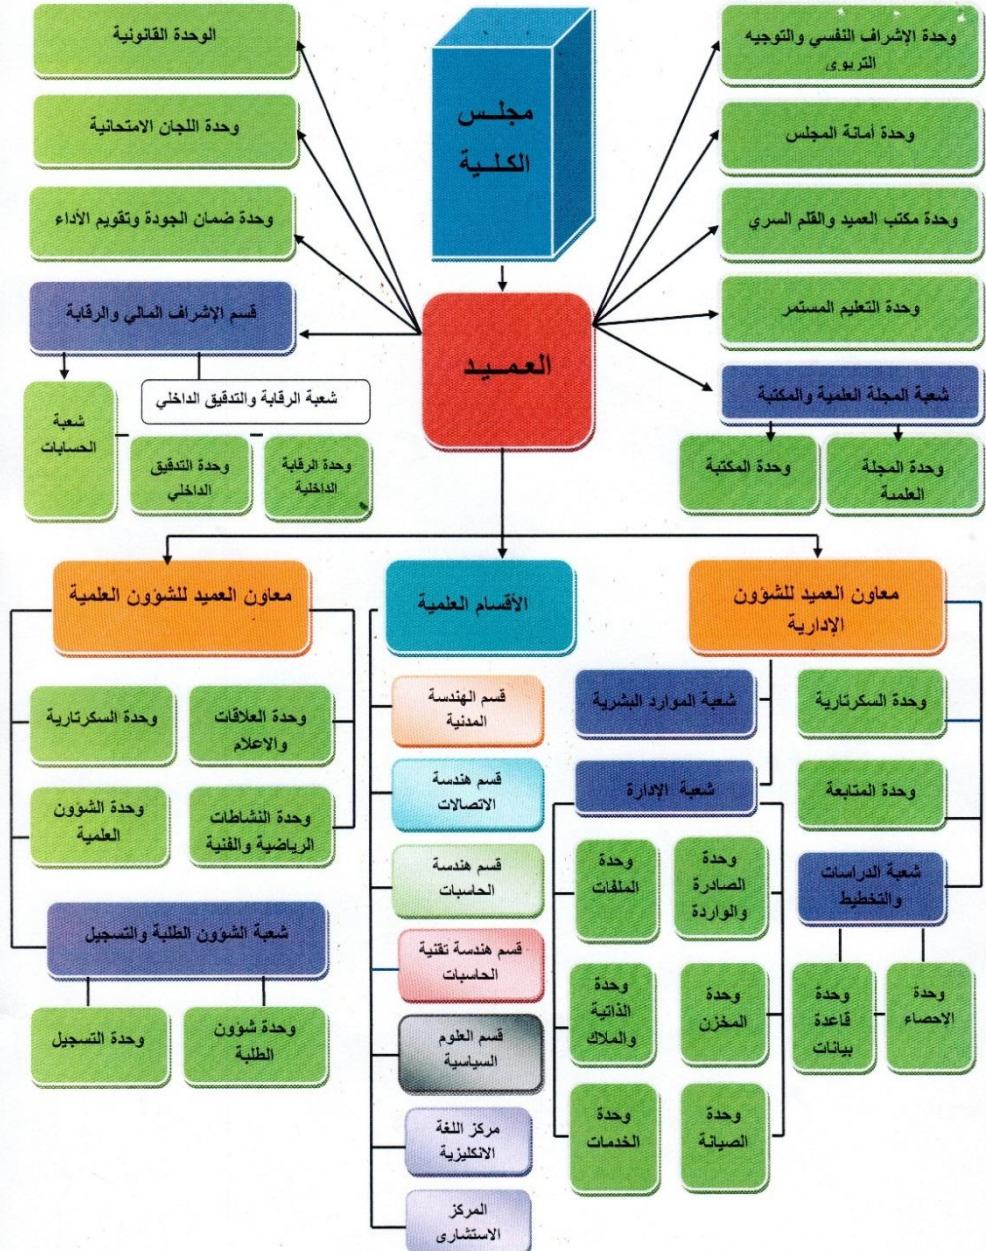 مجلـس
الكلـيـة
العمـيـد
وحدة الإشراف النفسي والتوجيه
التربوي
وحدة أمانة المجلس
وحدة مكتب العميد والقلم السري
وحدة التعليم المستمر
شعبة المجلة العلمية والمكتبة
وحدة المجلة
العلمية
وحدة المكتبة
الوحدة القانونية
وحدة اللجان الامتحانية
وحدة ضمان الجودة وتقويم الأداء
قسم الإشراف المالي والرقابة
شعبة الرقابة والتدقيق الداخلي
شعبة
الحسابات
وحدة الرقابة
الداخلية
وحدة التدقيق
الداخلي
معاون العميد للشؤون
الإدارية
وحدة السكرتارية
وحدة المتابعة
شعبة الدراسات
والتخطيط
وحدة
الاحصاء
وحدة
قاعدة
بيانات
شعبة الموارد البشرية
شعبة الإدارة
وحدة
الصادرة
والواردة
وحدة
الملفات
وحدة
المخزن
وحدة
الذاتية
والملاك
وحدة
الصيانة
وحدة
الخدمات
الأقسام العلمية
قسم الهندسة
المدنية
قسم هندسة
الاتصالات
قسم هندسة
الحاسبات
قسم هندسة تقنية
الحاسبات
قسم العلوم
السياسية
مركز اللغة
الانكليزية
المركز
الاستشاري
معاون العميد للشؤون العلمية
وحدة العلاقات
والاعلام
وحدة السكرتارية
وحدة النشاطات
الرياضية والفنية
وحدة الشؤون
العلمية
شعبة الشؤون الطلبة والتسجيل
وحدة شؤون
الطلبة
وحدة التسجيل